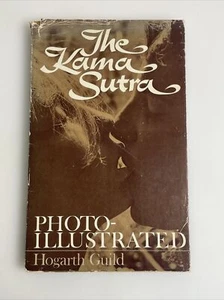 The
Kama
Sutra
PHOTO-
ILLUSTRATED
Hogarth Guild